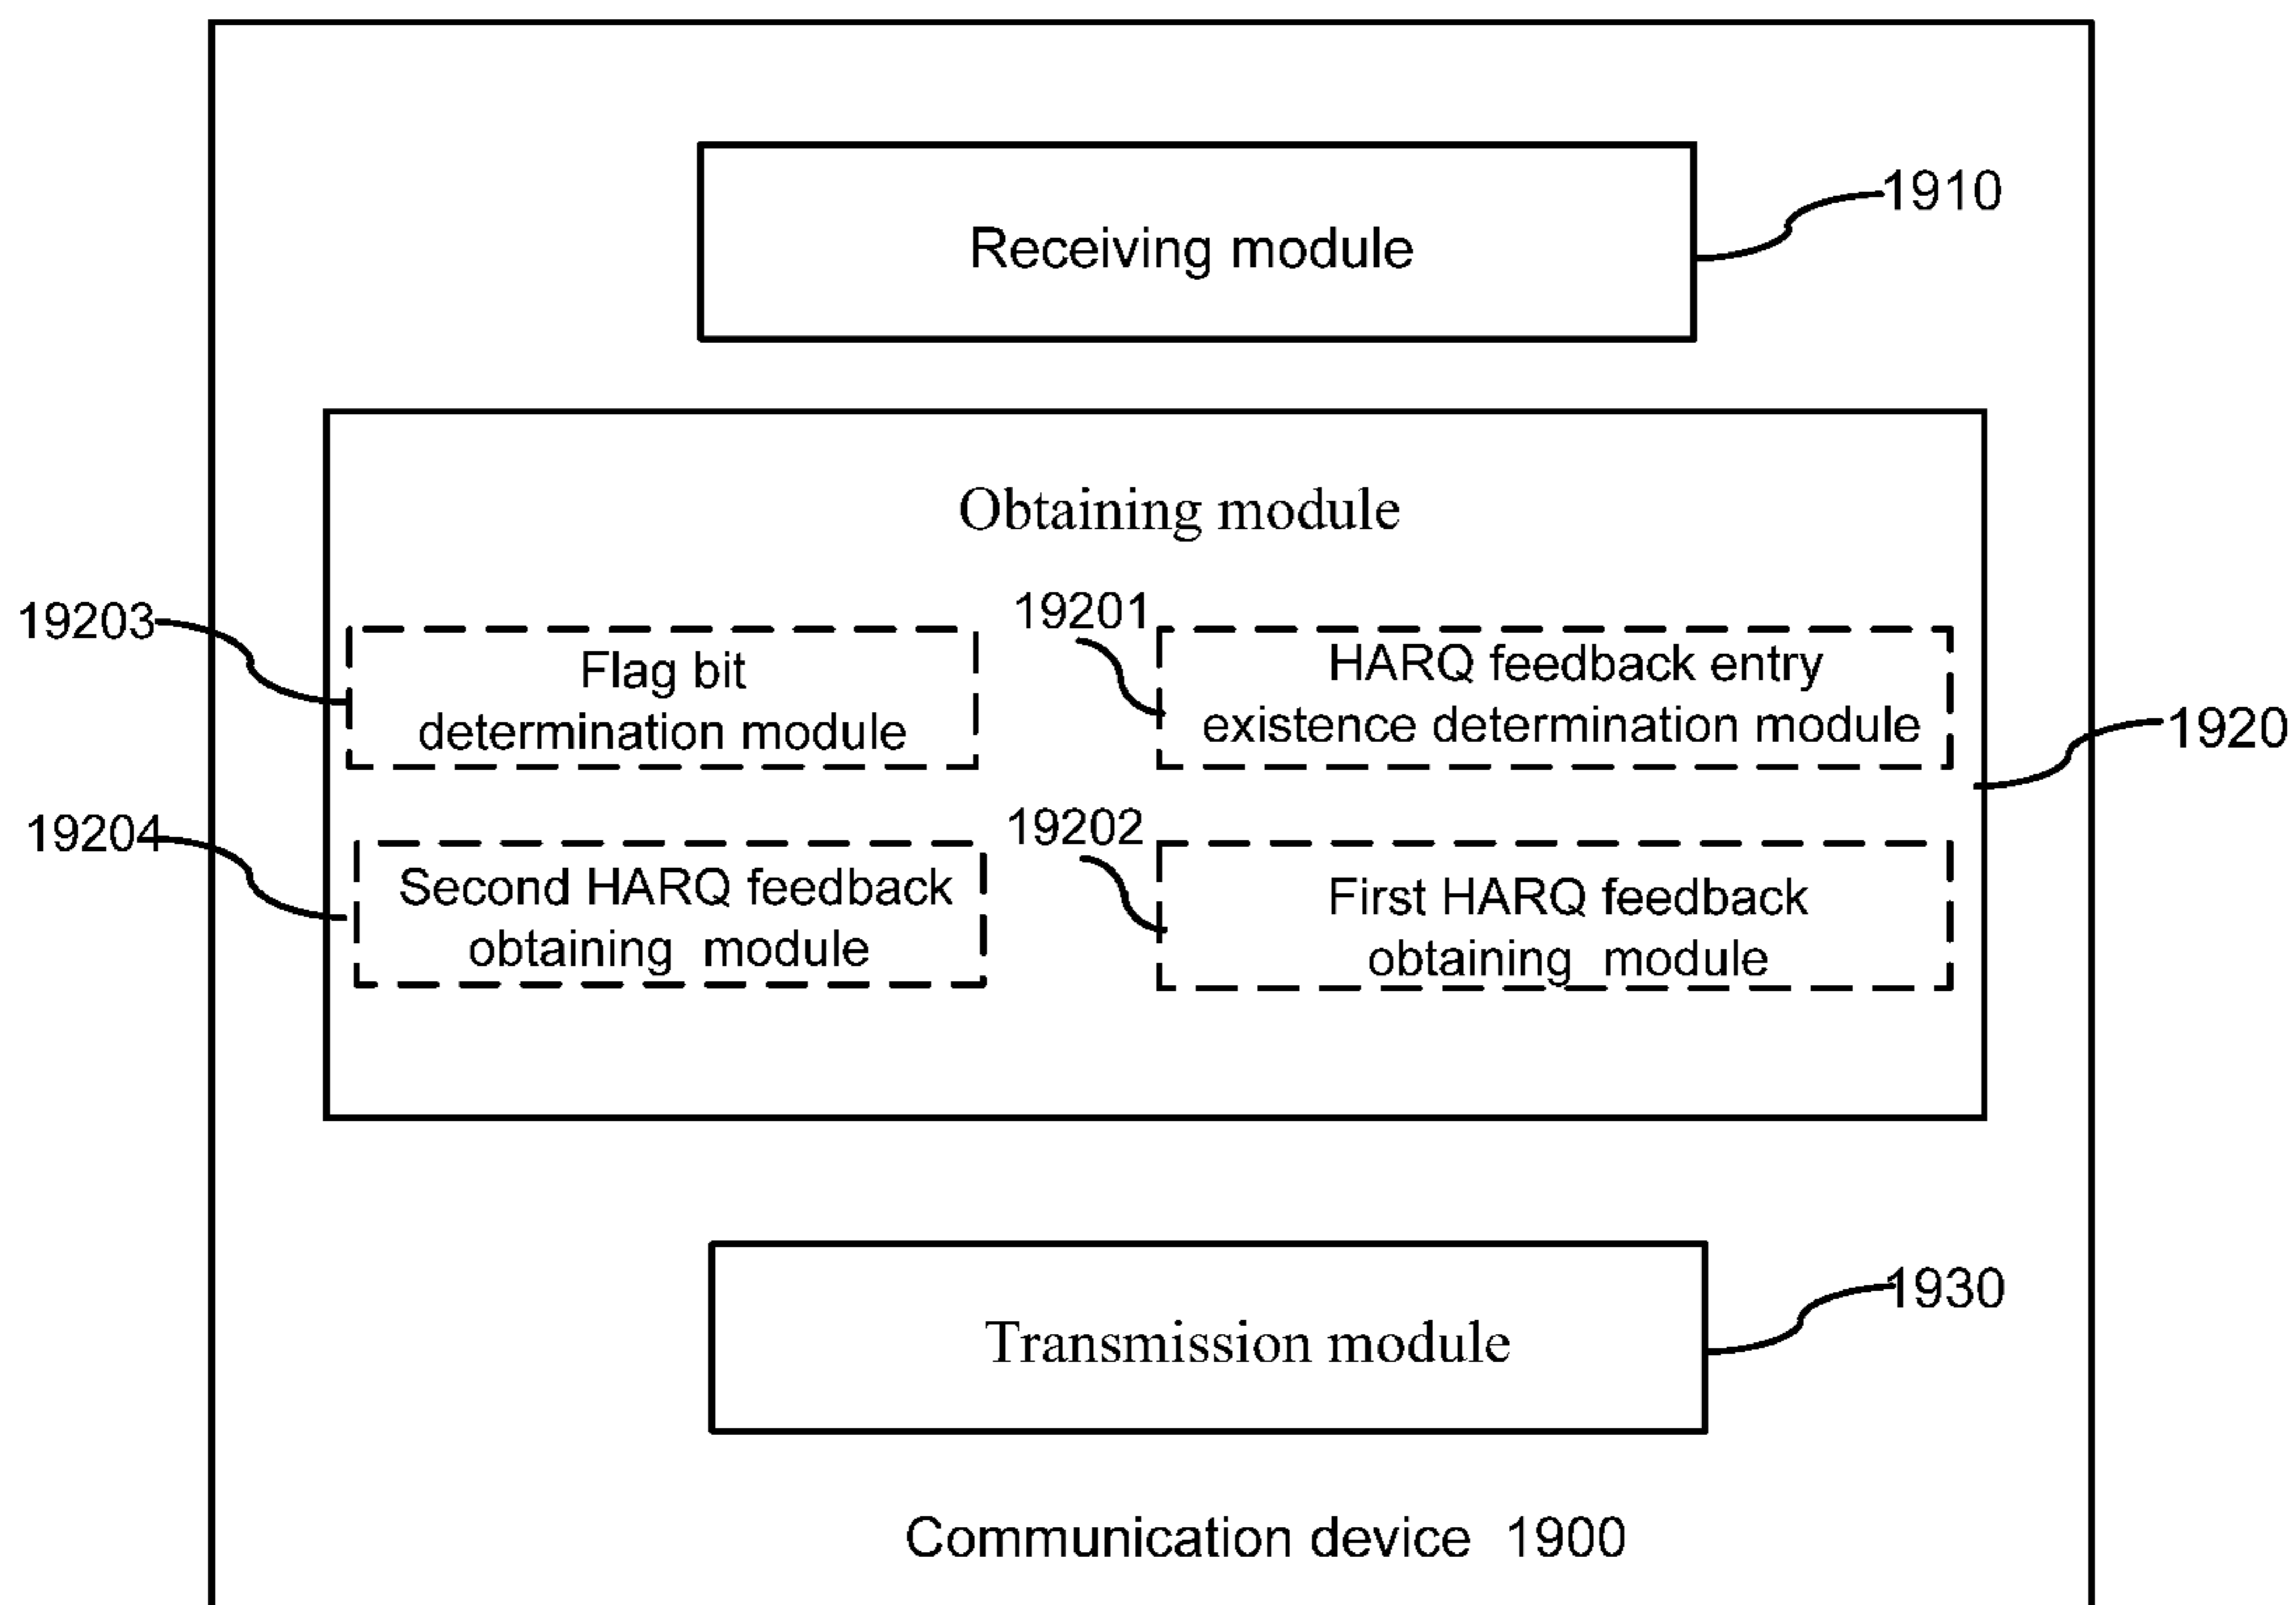 1910
Receiving module
Obtaining module
19203
Flag bit
determination module
19201
HARQ feedback entry
existence determination module
1920
19204
Second HARQ feedback
obtaining module
19202
First HARQ feedback
obtaining module
1930
Transmission module
Communication device 1900